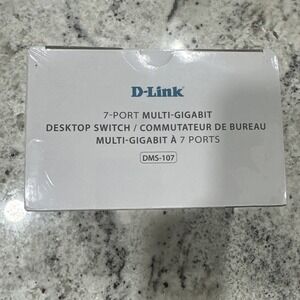 D-Link
7-PORT MULTI-GIGABIT
DESKTOP SWITCH / COMMUTATEUR DE BUREAU
MULTI-GIGABIT À 7 PORTS
DMS-107